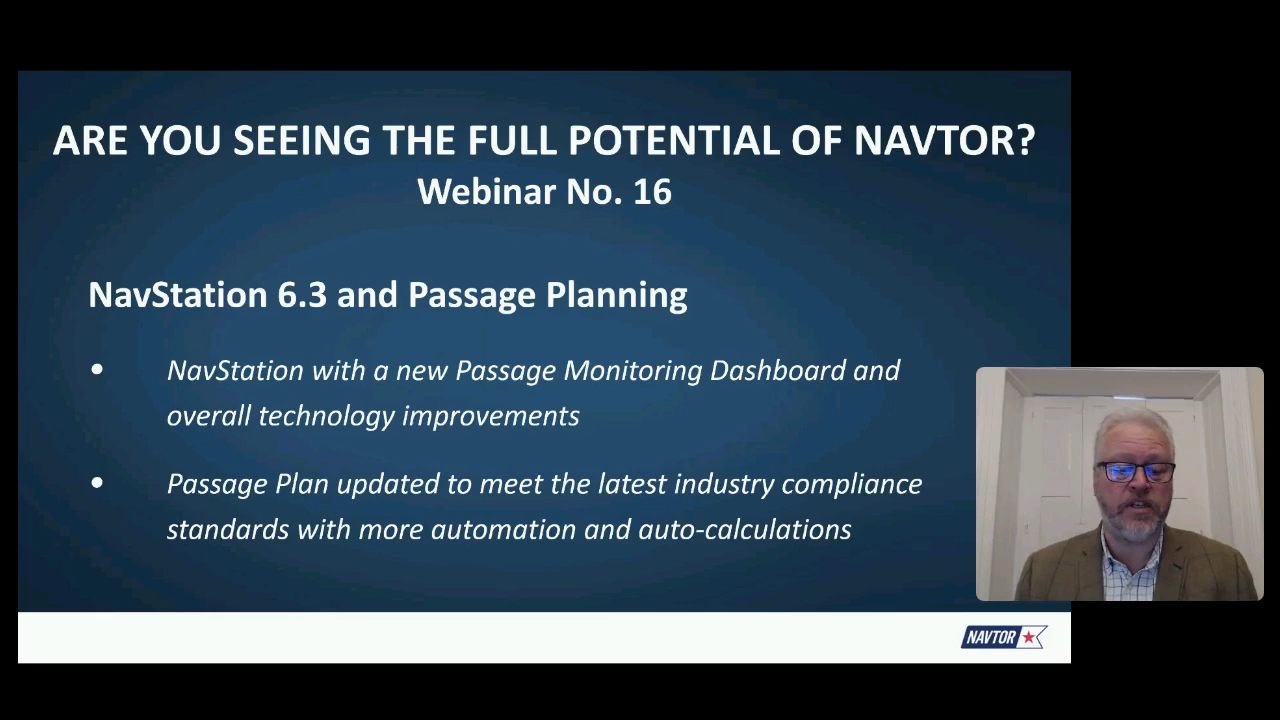 ARE YOU SEEING THE FULL POTENTIAL OF NAVTOR?
Webinar No. 16
NavStation 6.3 and Passage Planning
• NavStation with a new Passage Monitoring Dashboard and
overall technology improvements
• Passage Plan updated to meet the latest industry compliance
standards with more automation and auto-calculations
NAVTOR